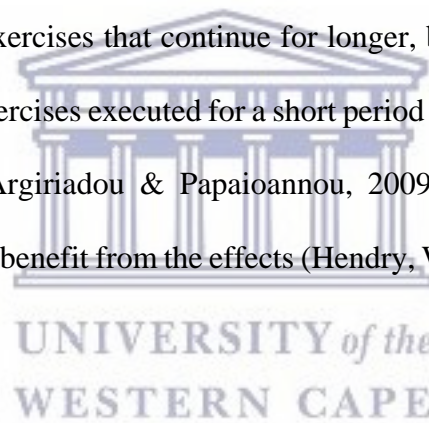 xercises that continue for longer, b
ercises executed for a short period
Argiriadou & Papaioannou, 2009
benefit from the effects (Hendry, V
UNIVERSITY of the
WESTERN CAPE